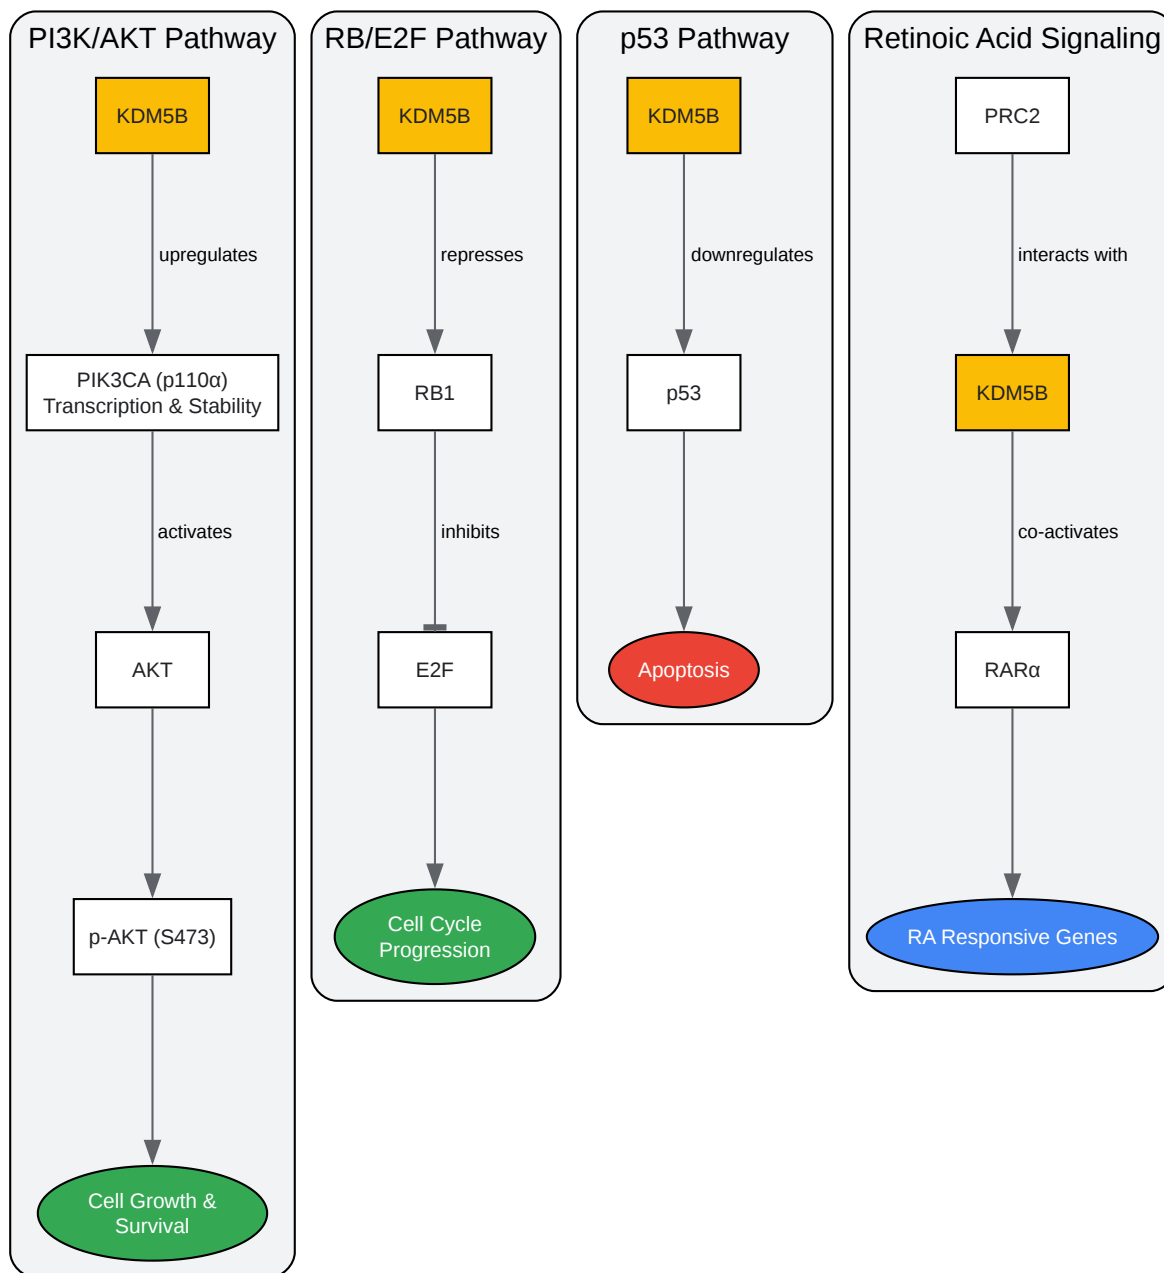 PI3K/AKT Pathway
KDM5B
upregulates
PIK3CA (p110α)
Transcription & Stability
activates
AKT
p-AKT (S473)
Cell Growth &
Survival
RB/E2F Pathway
KDM5B
represses
RB1
inhibits
E2F
Cell Cycle
Progression
p53 Pathway
KDM5B
downregulates
p53
Apoptosis
Retinoic Acid Signaling
PRC2
interacts with
KDM5B
co-activates
RARα
RA Responsive Genes